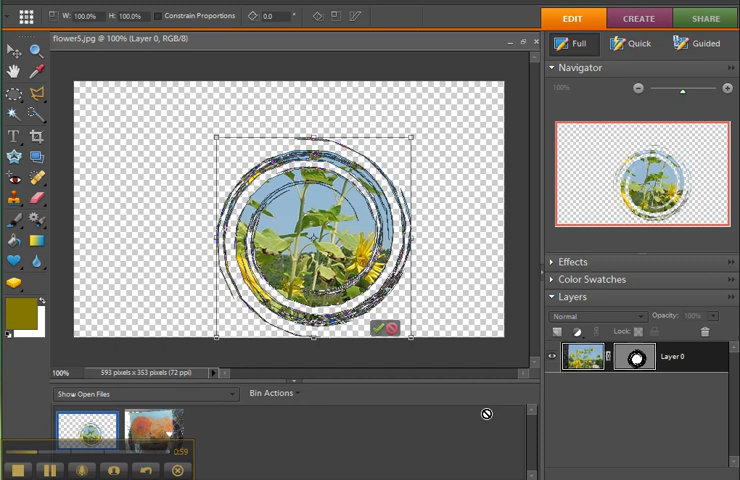 W: 100.0% H: 100.0% Constrain Proportions 0.0 °
EDIT CREATE SHARE
flower5.jpg @ 100% (Layer 0, RGB/8)
Full Quick Guided
Navigator
100%
Effects
Color Swatches
Layers
Normal Opacity: 100%
Lock:
Layer 0
100% 593 pixels x 353 pixels (72 ppi)
Show Open Files Bin Actions
0:59